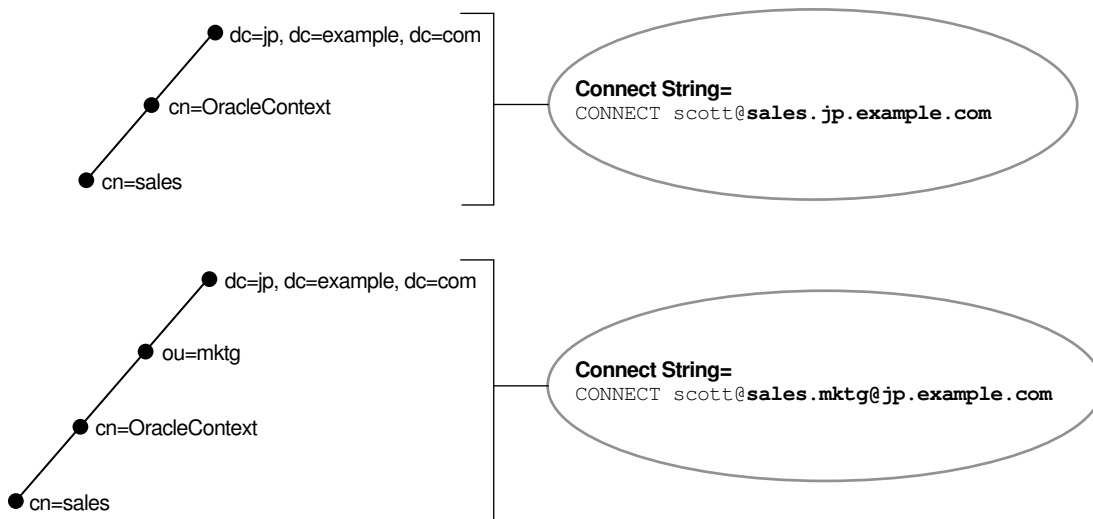 dc=jp, dc=example, dc=com
cn=OracleContext
cn=sales
Connect String=
CONNECT scott@sales.jp.example.com
dc=jp, dc=example, dc=com
ou=mktg
cn=OracleContext
cn=sales
Connect String=
CONNECT scott@sales.mktg@jp.example.com